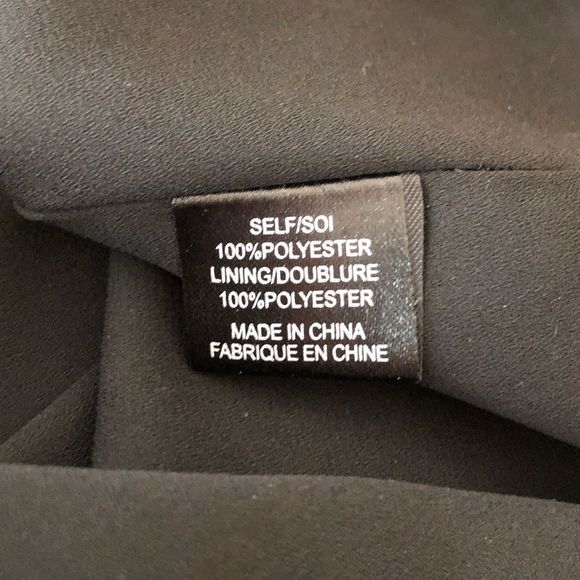 SELF/SOI
100%POLYESTER
LINING/DOUBLURE
100%POLYESTER
MADE IN CHINA
FABRIQUE EN CHINE